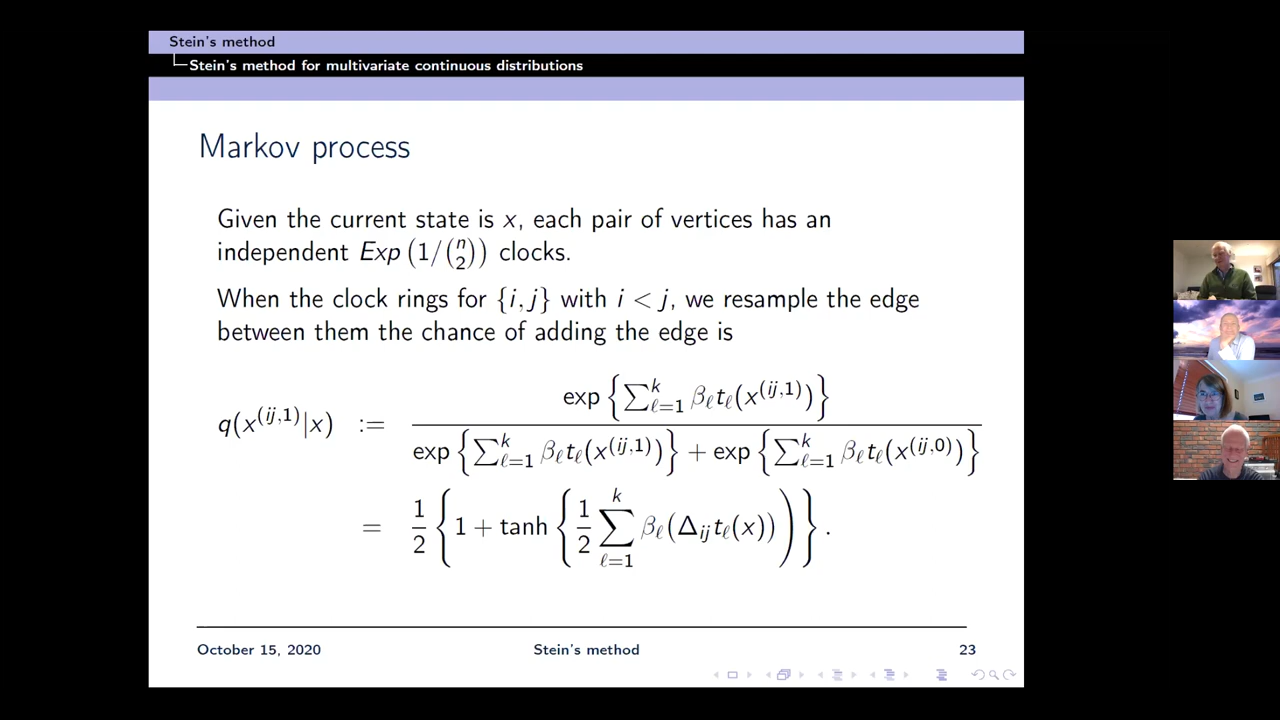 Stein's method
Stein's method for multivariate continuous distributions
Markov process
Given the current state is x, each pair of vertices has an
independent Exp(1/(n 2)) clocks.
When the clock rings for {i, j} with i < j, we resample the edge
between them the chance of adding the edge is
q(x^(ij,1)|x) := exp{∑_{ℓ=1}^k β_ℓ t_ℓ(x^(ij,1))} / exp{∑_{ℓ=1}^k β_ℓ t_ℓ(x^(ij,1))} + exp{∑_{ℓ=1}^k β_ℓ t_ℓ(x^(ij,0))}
= 1/2 {1 + tanh {1/2 ∑_{ℓ=1}^k β_ℓ(Δ_ij t_ℓ(x)))}.
October 15, 2020 Stein's method 23